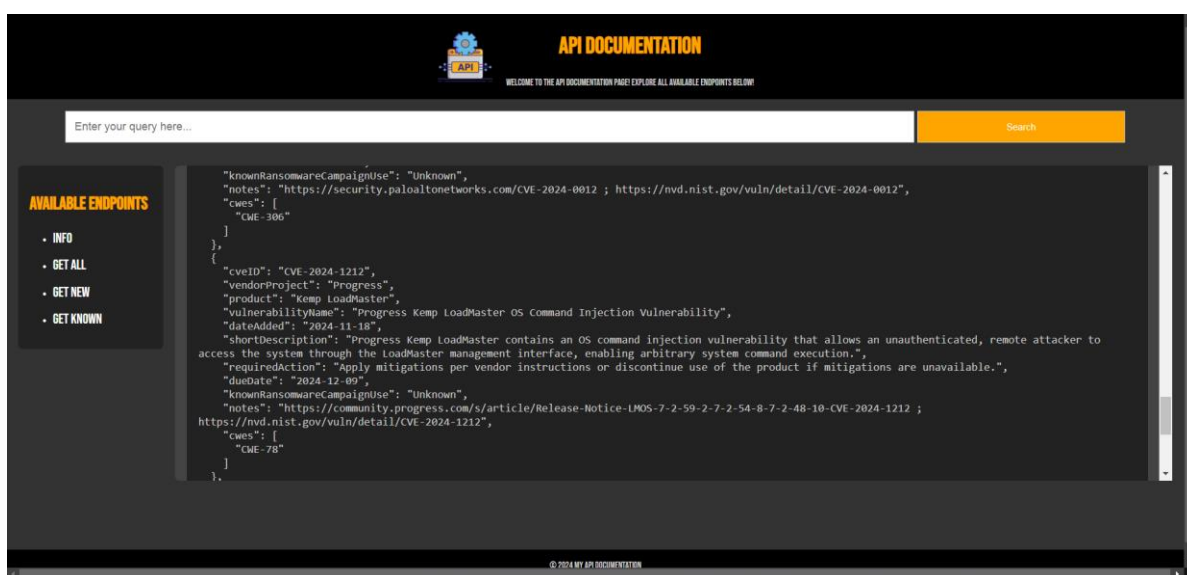 API DOCUMENTATION
API
WELCOME TO THE API DOCUMENTATION PAGE! EXPLORE ALL AVAILABLE ENDPOINTS BELOW!
Enter your query here...
Search
AVAILABLE ENDPOINTS
• INFO
• GET ALL
• GET NEW
• GET KNOWN
"knownRansomwareCampaignUse": "Unknown",
"notes": "https://security.paloaltonetworks.com/CVE-2024-0012 ; https://nvd.nist.gov/vuln/detail/CVE-2024-0012",
"cwes": [
"CWE-306"
]
},
{
"cveID": "CVE-2024-1212",
"vendorProject": "Progress",
"product": "Kemp LoadMaster",
"vulnerabilityName": "Progress Kemp LoadMaster OS Command Injection Vulnerability",
"dateAdded": "2024-11-18",
"shortDescription": "Progress Kemp LoadMaster contains an OS command injection vulnerability that allows an unauthenticated, remote attacker to
access the system through the LoadMaster management interface, enabling arbitrary system command execution.",
"requiredAction": "Apply mitigations per vendor instructions or discontinue use of the product if mitigations are unavailable.",
"dueDate": "2024-12-09",
"knownRansomwareCampaignUse": "Unknown",
"notes": "https://community.progress.com/s/article/Release-Notice-LMOS-7-2-59-2-7-2-54-8-7-2-48-10-CVE-2024-1212 ;
https://nvd.nist.gov/vuln/detail/CVE-2024-1212",
"cwes": [
"CWE-78"
]
},
© 2024 MY API DOCUMENTATION